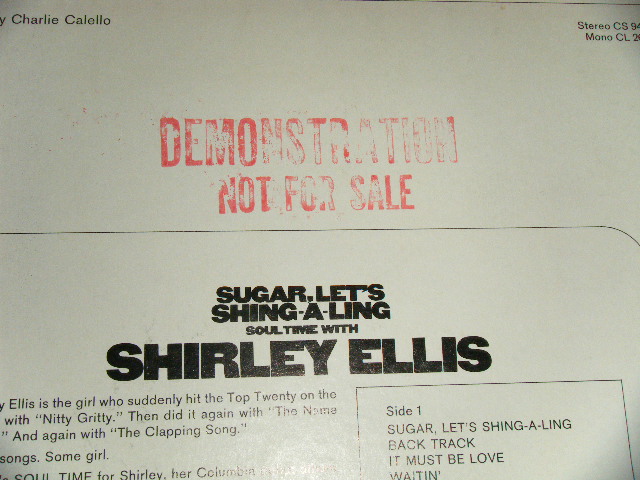 y Charlie Calello
Stereo CS 94
Mono CL 26
DEMONSTRATION
NOT FOR SALE
SUGAR, LET'S
SHING-A-LING
SOUL TIME WITH
SHIRLEY ELLIS
y Ellis is the girl who suddenly hit the Top Twenty on the
with "Nitty Gritty." Then did it again with "The Name
." And again with "The Clapping Song."
songs. Some girl.
SOUL TIME for Shirley, her Columbia
Side 1
SUGAR, LET'S SHING-A-LING
BACK TRACK
IT MUST BE LOVE
WAITIN'